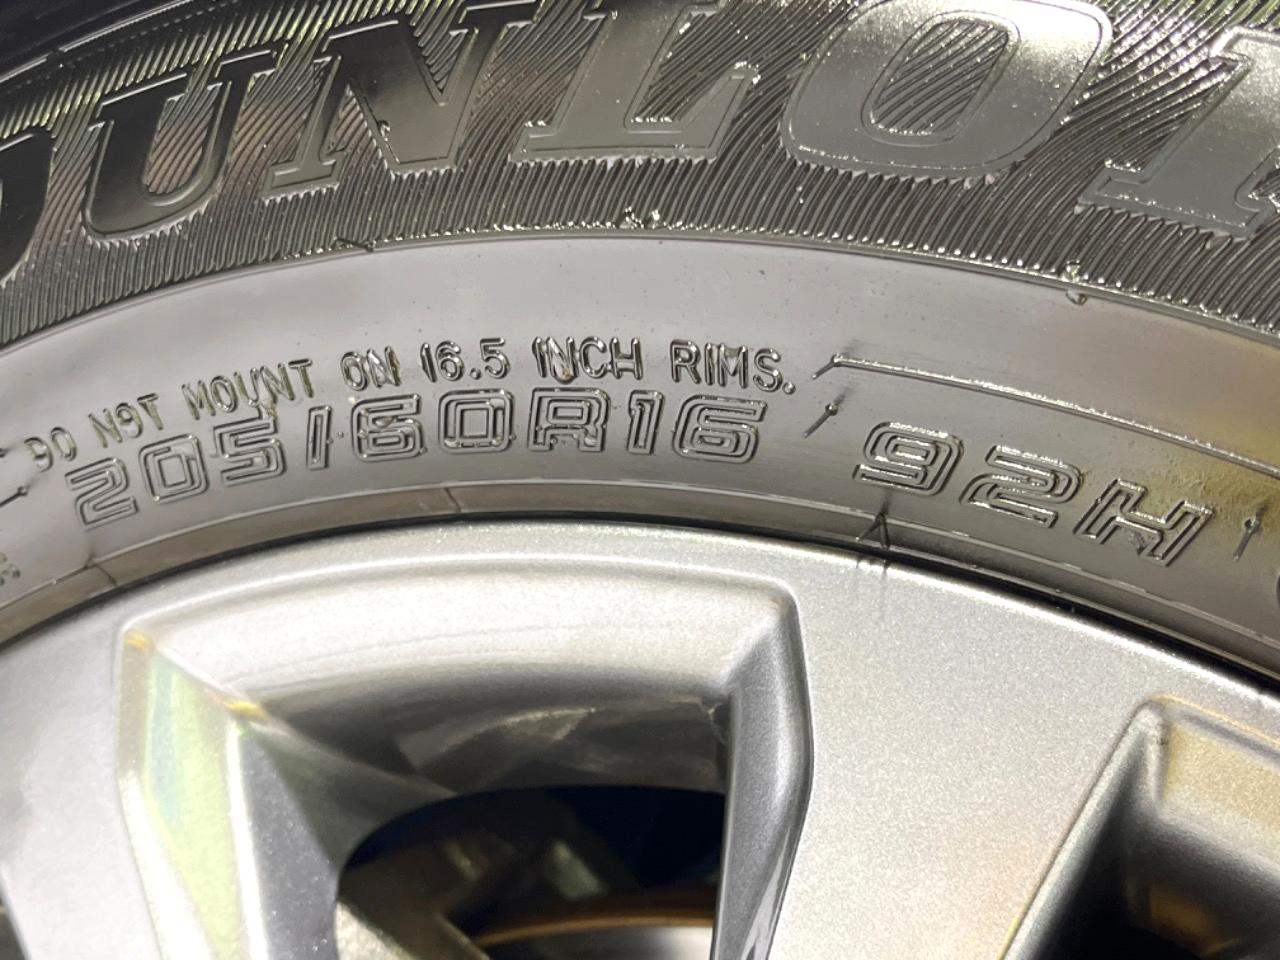 DUNLOP
DO NOT MOUNT ON 16.5 INCH RIMS.
205/60R16 92H